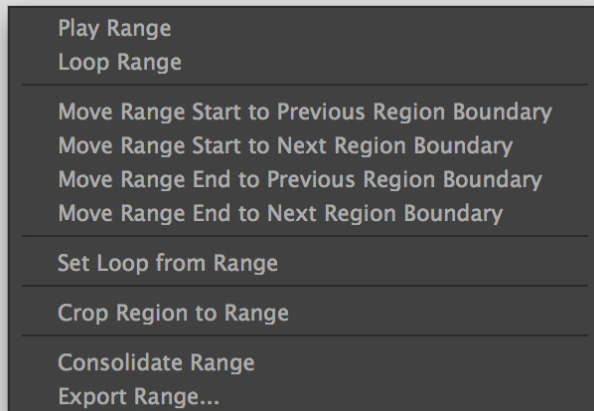 Play Range
Loop Range
Move Range Start to Previous Region Boundary
Move Range Start to Next Region Boundary
Move Range End to Previous Region Boundary
Move Range End to Next Region Boundary
Set Loop from Range
Crop Region to Range
Consolidate Range
Export Range...